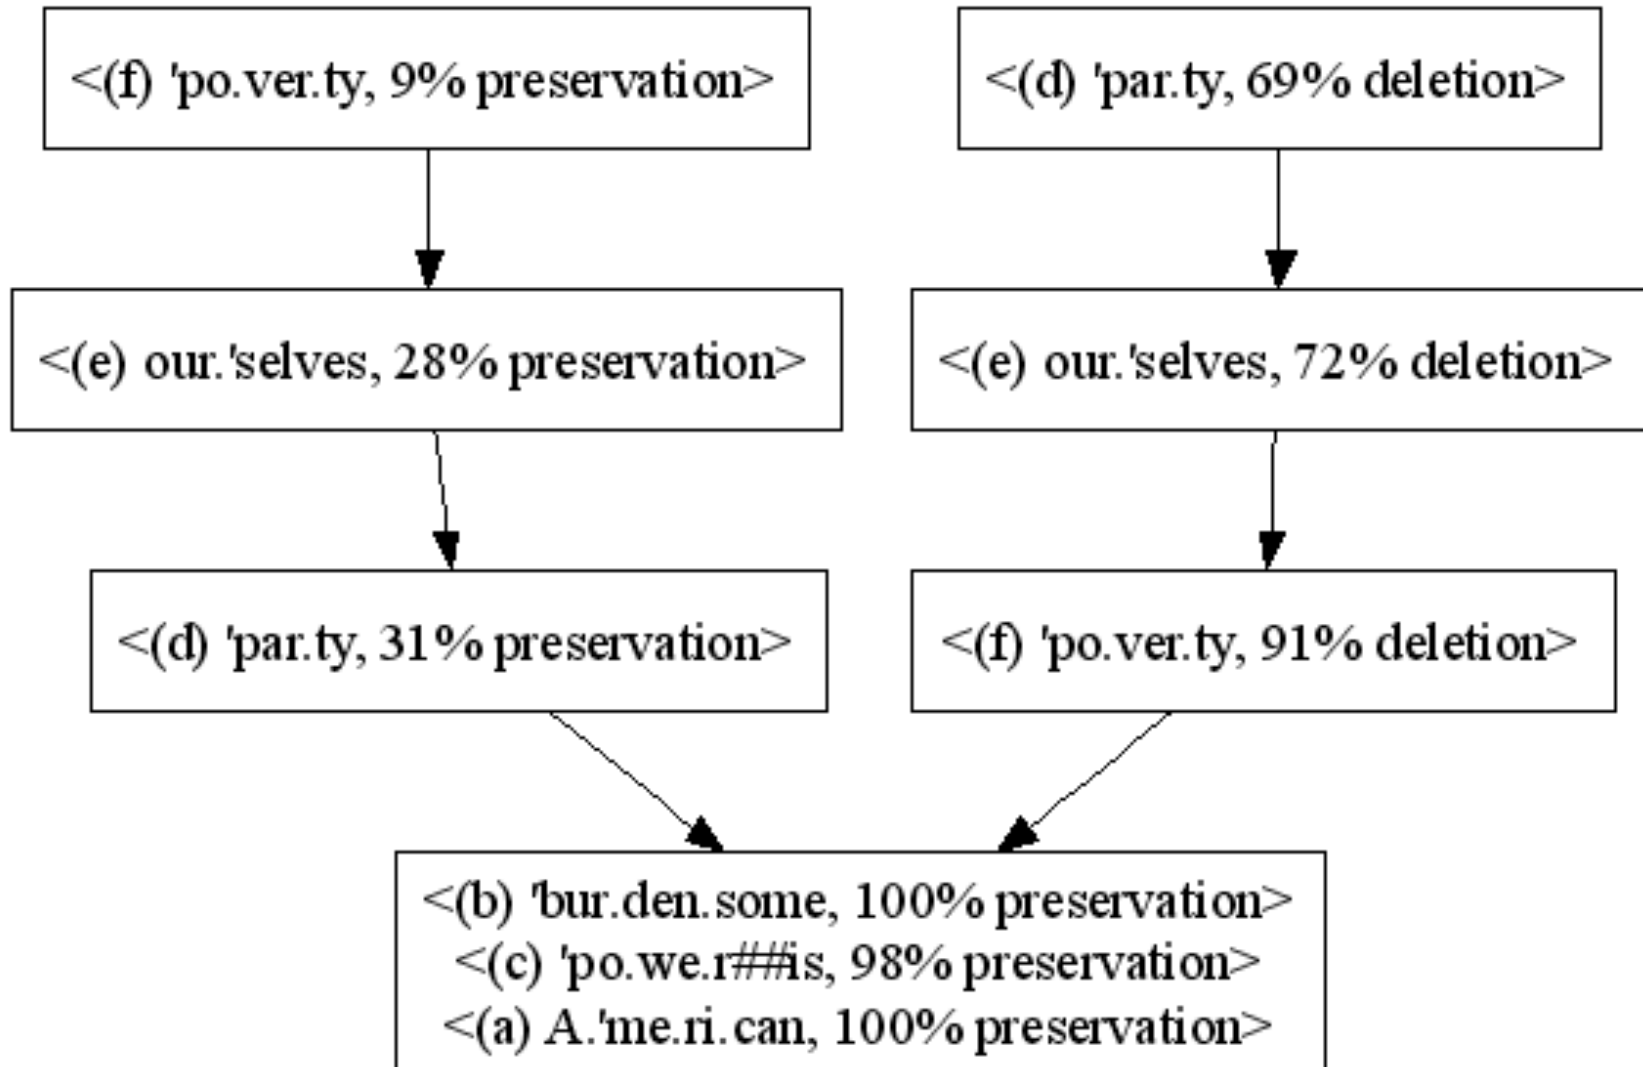 <(f) 'po.ver.ty, 9% preservation>
<(d) 'par.ty, 69% deletion>
<(e) our.'selves, 28% preservation>
<(e) our.'selves, 72% deletion>
<(d) 'par.ty, 31% preservation>
<(f) 'po.ver.ty, 91% deletion>
<(b) 'bur.den.some, 100% preservation>
<(c) 'po.we.r##is, 98% preservation>
<(a) A.'me.ri.can, 100% preservation>